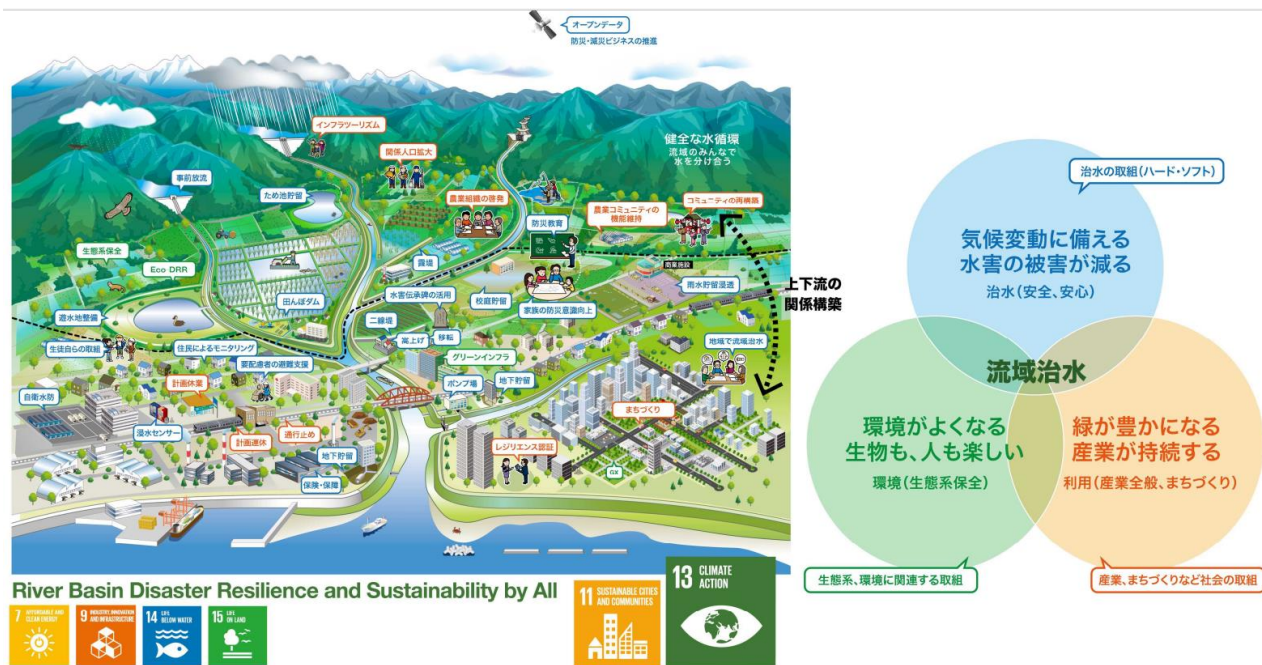 オープンデータ
防災・減災ビジネスの推進
インフラツーリズム
関係人口拡大
健全な水循環
流域のみんなで
水を分け合う
事前放流
ため池貯留
農業組織の啓発
防災教育
農業コミュニティの
機能維持
コミュニティの再構築
生態系保全
Eco DRR
霞堤
商業施設
上下流の
関係構築
田んぼダム
水害伝承碑の活用
校庭貯留
家族の防災意識向上
雨水貯留浸透
遊水地整備
二線堤
嵩上げ
移転
生徒自らの取組
住民によるモニタリング
要配慮者の避難支援
グリーンインフラ
地域で流域治水
計画休業
ポンプ場
地下貯留
自衛水防
まちづくり
浸水センサー
計画運休
通行止め
レジリエンス認証
地下貯留
GX
保険・保障
治水の取組(ハード・ソフト)
気候変動に備える
水害の被害が減る
治水(安全、安心)
流域治水
環境がよくなる
生物も、人も楽しい
環境(生態系保全)
緑が豊かになる
産業が持続する
利用(産業全般、まちづくり)
生態系、環境に関連する取組
産業、まちづくりなど社会の取組
River Basin Disaster Resilience and Sustainability by All
7 AFFORDABLE AND
CLEAN ENERGY
9 INDUSTRY, INNOVATION
AND INFRASTRUCTURE
14 LIFE
BELOW WATER
15 LIFE
ON LAND
11 SUSTAINABLE CITIES
AND COMMUNITIES
13 CLIMATE
ACTION